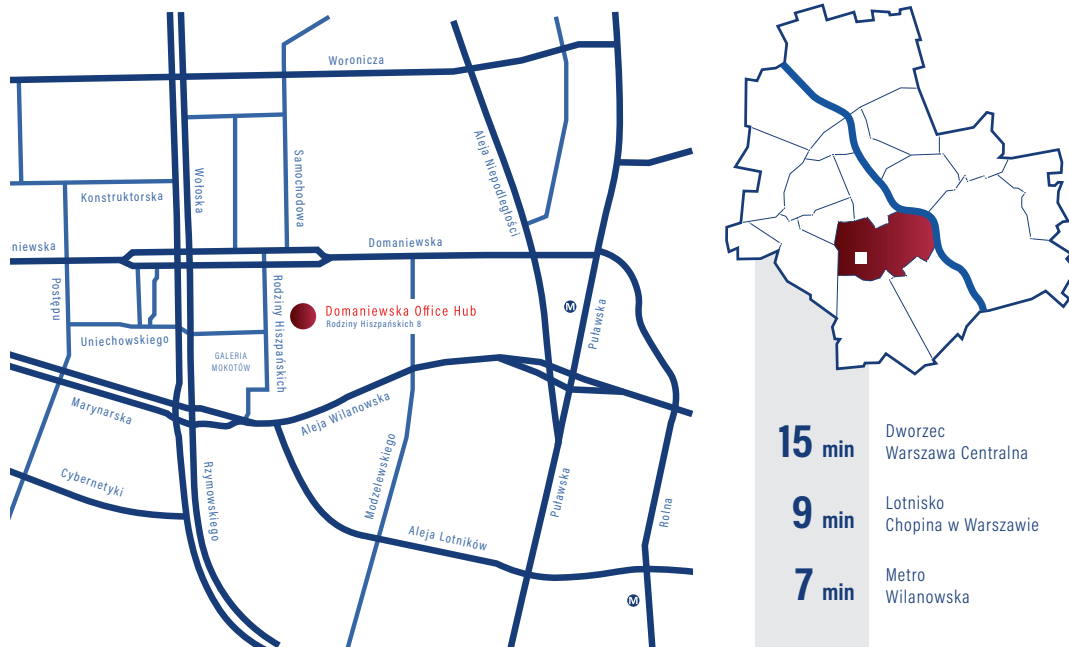 Woronicza
Aleja Niepodległości
Samochodowa
Wołoska
Konstruktorska
niewska
Domaniewska
Postępu
Rodziny Hiszpańskich
Domaniewska Office Hub
Rodziny Hiszpańskich 8
M
Puławska
Uniechowskiego
GALERIA
MOKOTÓW
Marynarska
Aleja Wilanowska
Cybernetyki
Rzymowskiego
Modzelewskiego
Puławska
Rolna
Aleja Lotników
M
15 min
Dworzec
Warszawa Centralna
9 min
Lotnisko
Chopina w Warszawie
7 min
Metro
Wilanowska